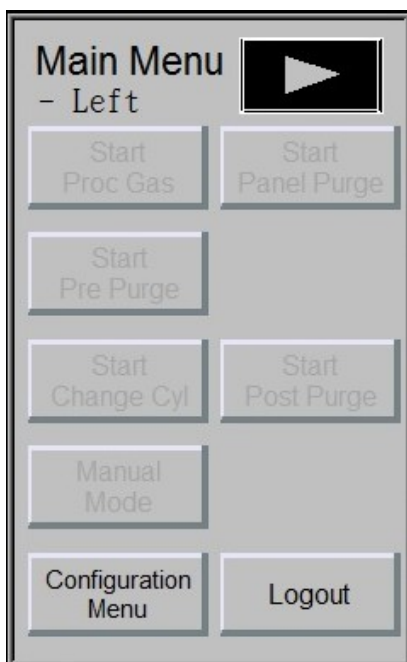 Main Menu
- Left
Start
Proc Gas
Start
Panel Purge
Start
Pre Purge
Start
Change Cyl
Start
Post Purge
Manual
Mode
Configuration
Menu
Logout